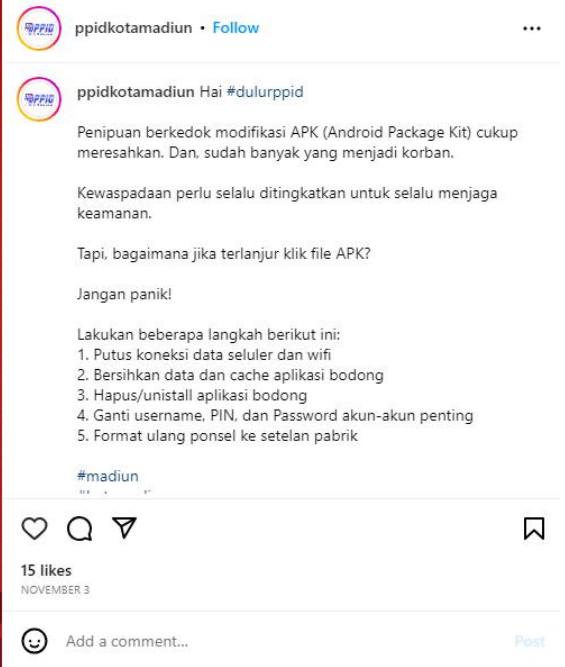 PPID
ppidkotamadiun • Follow
PPID
ppidkotamadiun Hai #dulurppid
Penipuan berkedok modifikasi APK (Android Package Kit) cukup
meresahkan. Dan, sudah banyak yang menjadi korban.
Kewaspadaan perlu selalu ditingkatkan untuk selalu menjaga
keamanan.
Tapi, bagaimana jika terlanjur klik file APK?
Jangan panik!
Lakukan beberapa langkah berikut ini:
1. Putus koneksi data seluler dan wifi
2. Bersihkan data dan cache aplikasi bodong
3. Hapus/unistall aplikasi bodong
4. Ganti username, PIN, dan Password akun-akun penting
5. Format ulang ponsel ke setelan pabrik
#madiun
15 likes
NOVEMBER 3
Add a comment...
Post